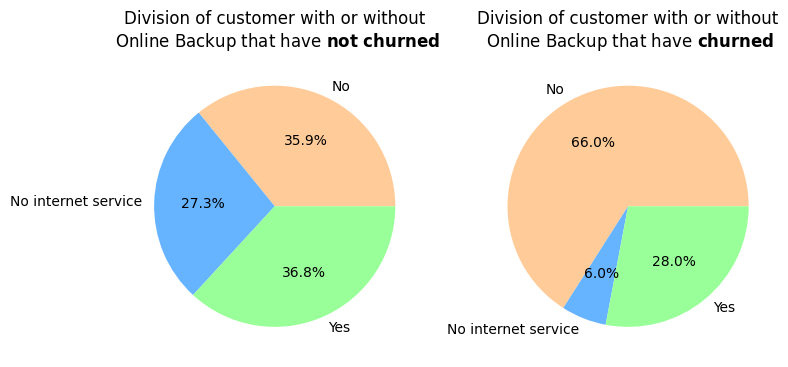 Division of customer with or without
Online Backup that have not churned
No
35.9%
No internet service
27.3%
36.8%
Yes
Division of customer with or without
Online Backup that have churned
No
66.0%
6.0%
28.0%
No internet service
Yes